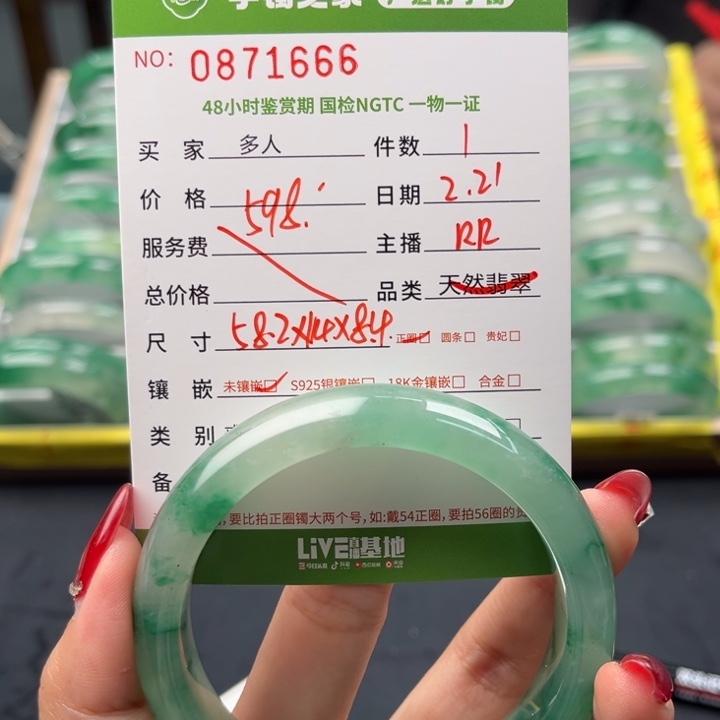 NO: 0871666
48小时鉴赏期 国检NGTC 一物一证
买 家 多人 件数 1
价 格 598. 日期 2.21
服务费 主播 RR
总价格 品类 天然翡翠
尺 寸 58.2x14x8.4 正圈☑ 圆条☐ 贵妃☐
镶 嵌 未镶嵌☑ S925银镶嵌☐ 18K金镶嵌☐ 合金☐
类 别
备
,要比拍正圈镯大两个号,如:戴54正圈,要拍56圈的贵
LiVE直播基地